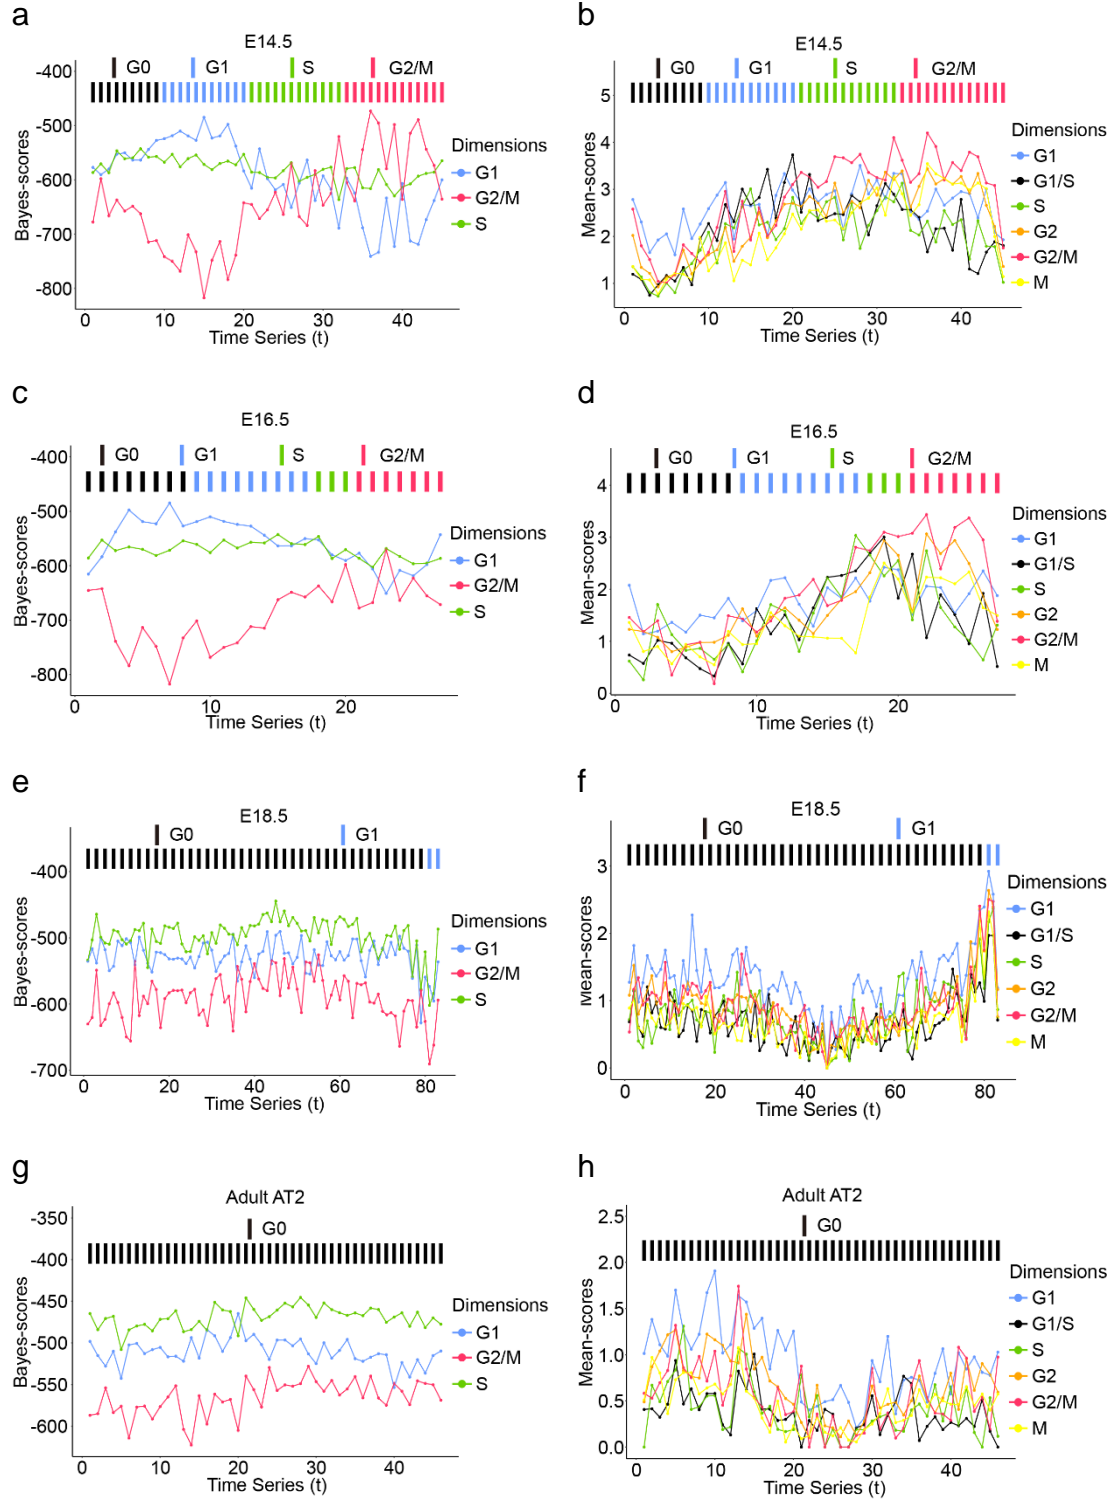 a
E14.5
G0 G1 S G2/M
-400
-500
-600
-700
-800
Bayes-scores
0 10 20 30 40
Time Series (t)
Dimensions
G1
G2/M
S
b
E14.5
G0 G1 S G2/M
5
4
3
2
1
Mean-scores
0 10 20 30 40
Time Series (t)
Dimensions
G1
G1/S
S
G2
G2/M
M
c
E16.5
G0 G1 S G2/M
-400
-500
-600
-700
-800
Bayes-scores
0 10 20
Time Series (t)
Dimensions
G1
G2/M
S
d
E16.5
G0 G1 S G2/M
4
3
2
1
0
Mean-scores
0 10 20
Time Series (t)
Dimensions
G1
G1/S
S
G2
G2/M
M
e
E18.5
G0 G1
-400
-500
-600
-700
Bayes-scores
0 20 40 60 80
Time Series (t)
Dimensions
G1
G2/M
S
f
E18.5
G0 G1
3
2
1
0
Mean-scores
0 20 40 60 80
Time Series (t)
Dimensions
G1
G1/S
S
G2
G2/M
M
g
Adult AT2
G0
-350
-400
-450
-500
-550
-600
Bayes-scores
0 10 20 30 40
Time Series (t)
Dimensions
G1
G2/M
S
h
Adult AT2
G0
2.5
2.0
1.5
1.0
0.5
0.0
Mean-scores
0 10 20 30 40
Time Series (t)
Dimensions
G1
G1/S
S
G2
G2/M
M